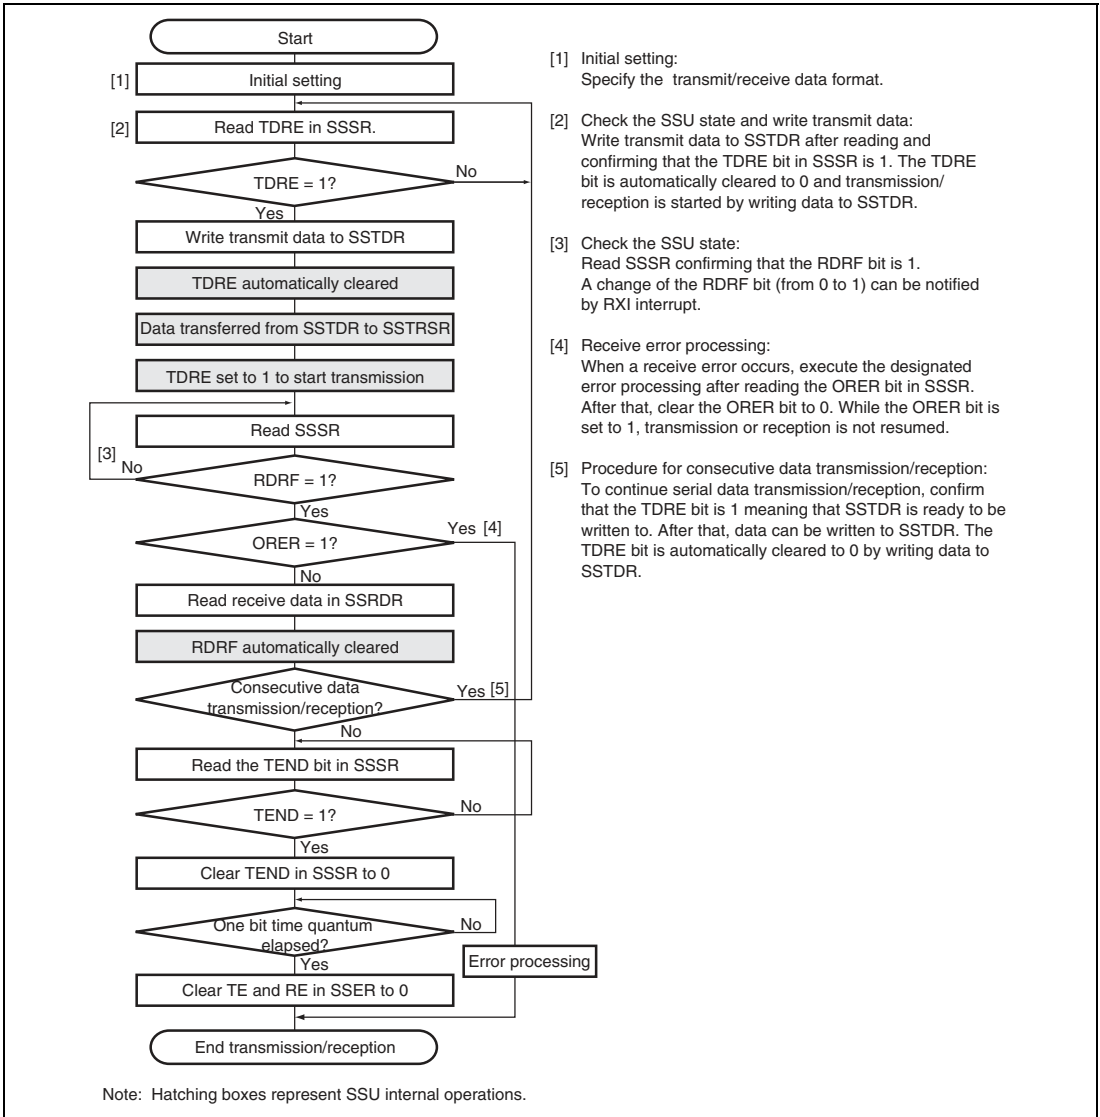 Start
[1] Initial setting
[2] Read TDRE in SSSR.
TDRE = 1?
No
Yes
Write transmit data to SSTDR
TDRE automatically cleared
Data transferred from SSTDR to SSTRSR
TDRE set to 1 to start transmission
Read SSSR
[3]
No
RDRF = 1?
Yes
ORER = 1?
Yes [4]
No
Read receive data in SSRDR
RDRF automatically cleared
Consecutive data
transmission/reception?
Yes [5]
No
Read the TEND bit in SSSR
TEND = 1?
No
Yes
Clear TEND in SSSR to 0
One bit time quantum
elapsed?
No
Yes
Error processing
Clear TE and RE in SSER to 0
End transmission/reception
[1] Initial setting:
Specify the transmit/receive data format.
[2] Check the SSU state and write transmit data:
Write transmit data to SSTDR after reading and
confirming that the TDRE bit in SSSR is 1. The TDRE
bit is automatically cleared to 0 and transmission/
reception is started by writing data to SSTDR.
[3] Check the SSU state:
Read SSSR confirming that the RDRF bit is 1.
A change of the RDRF bit (from 0 to 1) can be notified
by RXI interrupt.
[4] Receive error processing:
When a receive error occurs, execute the designated
error processing after reading the ORER bit in SSSR.
After that, clear the ORER bit to 0. While the ORER bit is
set to 1, transmission or reception is not resumed.
[5] Procedure for consecutive data transmission/reception:
To continue serial data transmission/reception, confirm
that the TDRE bit is 1 meaning that SSTDR is ready to be
written to. After that, data can be written to SSTDR. The
TDRE bit is automatically cleared to 0 by writing data to
SSTDR.
Note: Hatching boxes represent SSU internal operations.